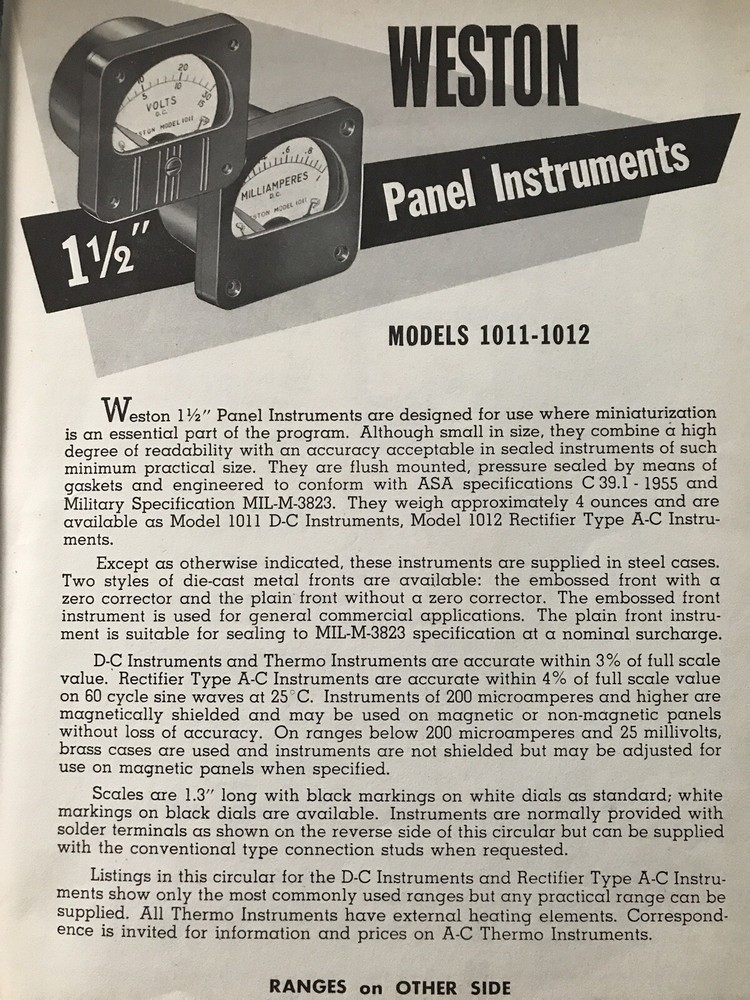 WESTON
Panel Instruments
1½"
MODELS 1011-1012
10 20 30
5 10 15
VOLTS
D.C.
MODEL 1011
.6 .8 1
MILLIAMPERES
D.C.
WESTON MODEL 1011
Weston 1½" Panel Instruments are designed for use where miniaturization
is an essential part of the program. Although small in size, they combine a high
degree of readability with an accuracy acceptable in sealed instruments of such
minimum practical size. They are flush mounted, pressure sealed by means of
gaskets and engineered to conform with ASA specifications C 39.1 - 1955 and
Military Specification MIL-M-3823. They weigh approximately 4 ounces and are
available as Model 1011 D-C Instruments, Model 1012 Rectifier Type A-C Instru-
ments.
Except as otherwise indicated, these instruments are supplied in steel cases.
Two styles of die-cast metal fronts are available: the embossed front with a
zero corrector and the plain front without a zero corrector. The embossed front
instrument is used for general commercial applications. The plain front instru-
ment is suitable for sealing to MIL-M-3823 specification at a nominal surcharge.
D-C Instruments and Thermo Instruments are accurate within 3% of full scale
value. Rectifier Type A-C Instruments are accurate within 4% of full scale value
on 60 cycle sine waves at 25°C. Instruments of 200 microamperes and higher are
magnetically shielded and may be used on magnetic or non-magnetic panels
without loss of accuracy. On ranges below 200 microamperes and 25 millivolts,
brass cases are used and instruments are not shielded but may be adjusted for
use on magnetic panels when specified.
Scales are 1.3" long with black markings on white dials as standard; white
markings on black dials are available. Instruments are normally provided with
solder terminals as shown on the reverse side of this circular but can be supplied
with the conventional type connection studs when requested.
Listings in this circular for the D-C Instruments and Rectifier Type A-C Instru-
ments show only the most commonly used ranges but any practical range can be
supplied. All Thermo Instruments have external heating elements. Correspond-
ence is invited for information and prices on A-C Thermo Instruments.
RANGES on OTHER SIDE